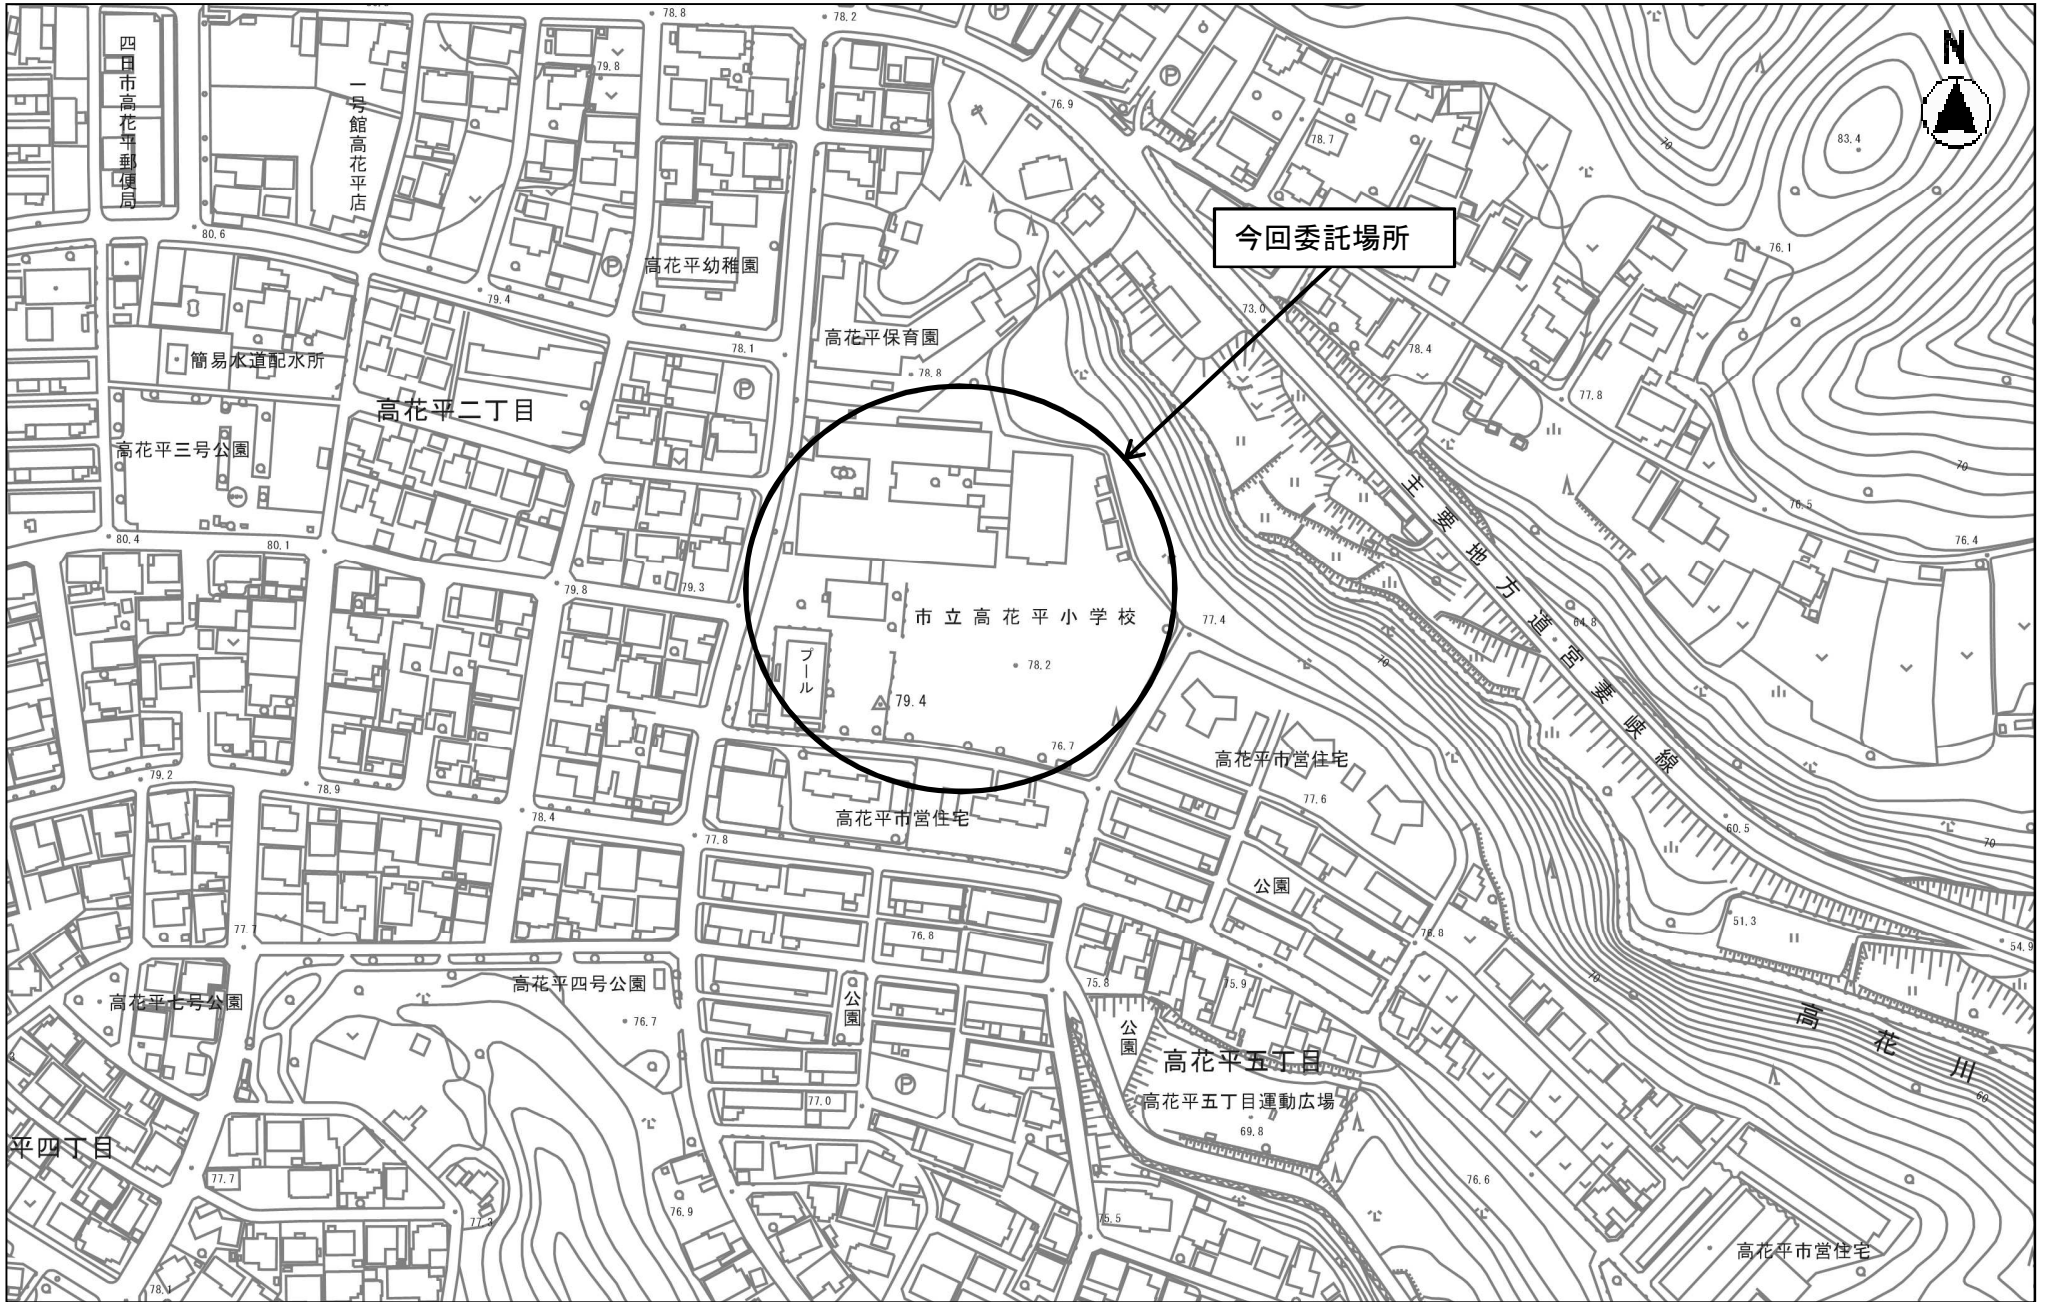 78.8
78.2
N
四日市高花平郵便局
一号館高花平店
79.8
76.9
78.7
83.4
80.6
今回委託場所
76.1
高花平幼稚園
79.4
73.0
高花平保育園
78.1
78.4
簡易水道配水所
78.8
77.8
高花平二丁目
高花平三号公園
70
70
主要地方道宮妻峡線
76.5
80.4
80.1
76.4
79.8
79.3
市立高花平小学校
77.4
64.8
プール
78.2
70
79.4
76.7
高花平市営住宅
79.2
78.9
77.6
78.4
高花平市営住宅
60.5
77.8
70
公園
51.3
77.7
76.8
76.8
54.9
高花平四号公園
75.8
75.9
70
高花平七号公園
公園
76.7
公園
高花川
高花平五丁目
高花平五丁目運動広場
77.0
60
69.8
平四丁目
77.7
76.6
76.9
77.3
75.5
高花平市営住宅
78.1